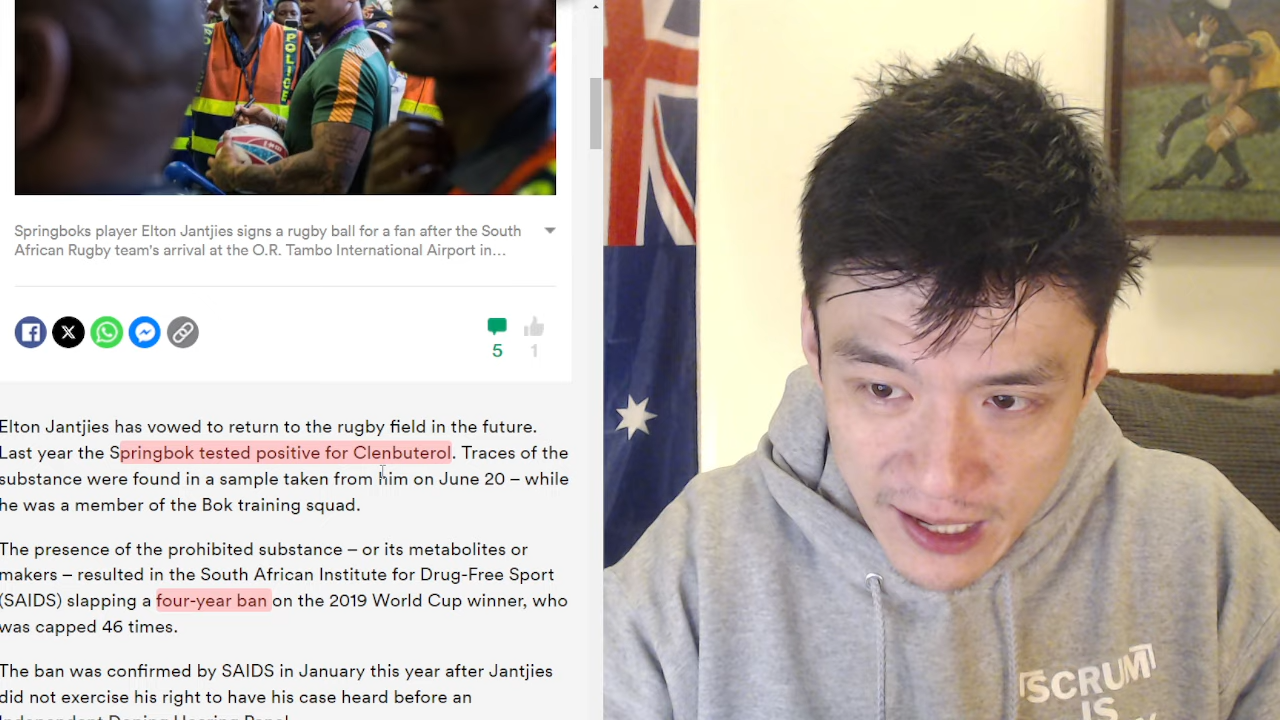 POLICE
Springboks player Elton Jantjies signs a rugby ball for a fan after the South
African Rugby team's arrival at the O.R. Tambo International Airport in...
5
1
Elton Jantjies has vowed to return to the rugby field in the future.
Last year the Springbok tested positive for Clenbuterol. Traces of the
substance were found in a sample taken from him on June 20 – while
he was a member of the Bok training squad.
The presence of the prohibited substance – or its metabolites or
makers – resulted in the South African Institute for Drug-Free Sport
(SAIDS) slapping a four-year ban on the 2019 World Cup winner, who
was capped 46 times.
The ban was confirmed by SAIDS in January this year after Jantjies
did not exercise his right to have his case heard before an
Independent Doping Hearing Panel
SCRUM
IS